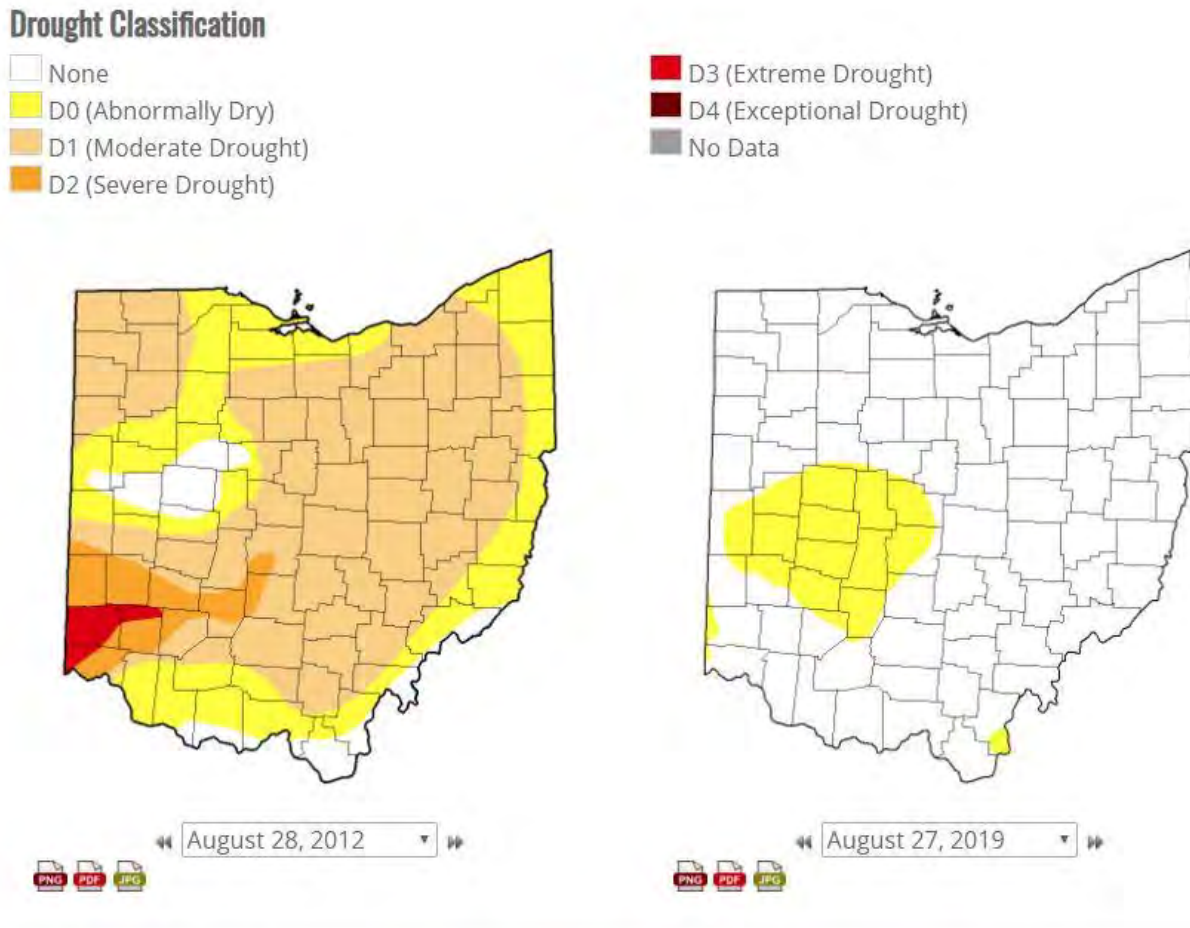 Drought Classification
None
D0 (Abnormally Dry)
D1 (Moderate Drought)
D2 (Severe Drought)
D3 (Extreme Drought)
D4 (Exceptional Drought)
No Data
August 28, 2012
PNG PDF JPG
August 27, 2019
PNG PDF JPG